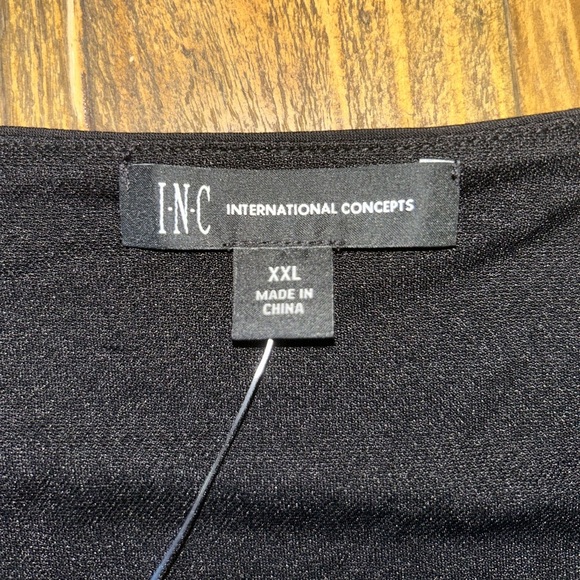 I·N·C INTERNATIONAL CONCEPTS
XXL
MADE IN
CHINA